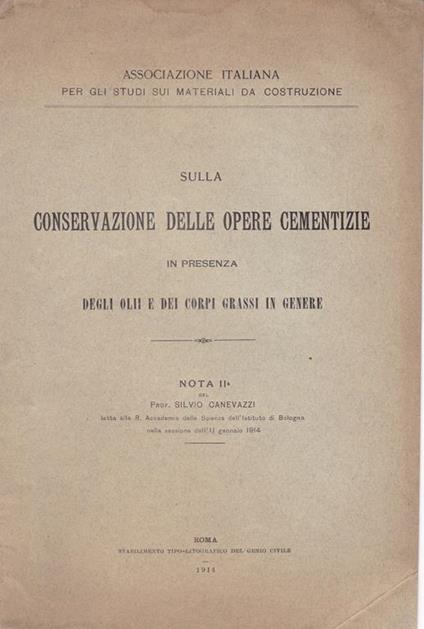 ASSOCIAZIONE ITALIANA
PER GLI STUDI SUI MATERIALI DA COSTRUZIONE
SULLA
CONSERVAZIONE DELLE OPERE CEMENTIZIE
IN PRESENZA
DEGLI OLII E DEI CORPI GRASSI IN GENERE
NOTA IIª
DEL
PROF. SILVIO CANEVAZZI
letta alla R. Accademia delle Scienze dell'Istituto di Bologna
nella sessione dell'11 gennaio 1914
ROMA
STABILIMENTO TIPO-LITOGRAFICO DEL GENIO CIVILE
1914